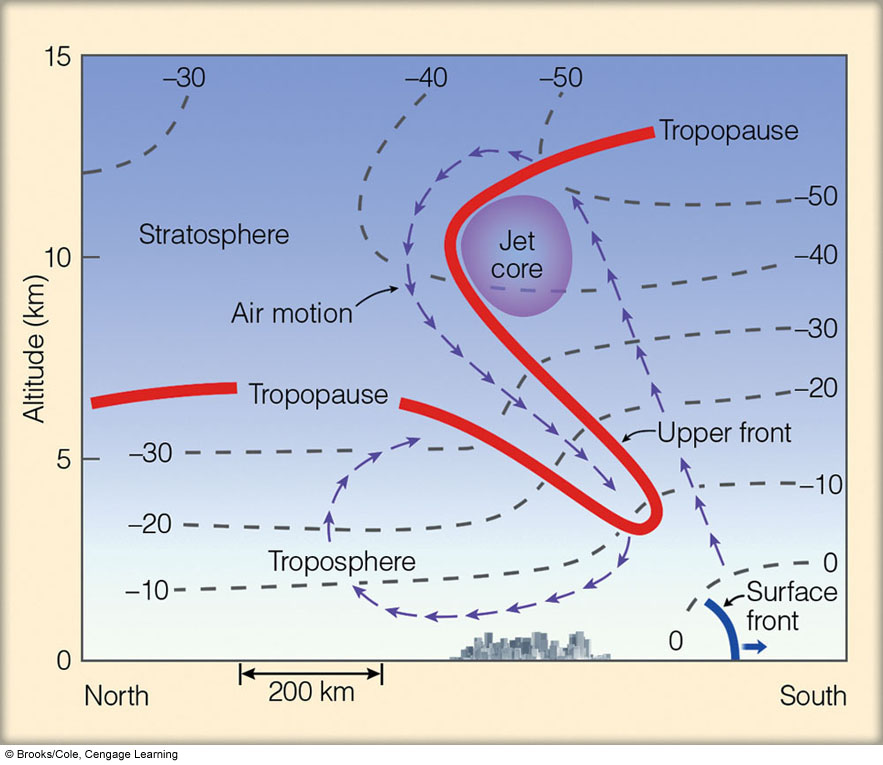 15
–30
–40
–50
Tropopause
–50
Stratosphere
Jet
core
10
–40
Air motion
Altitude (km)
–30
Tropopause
–20
Upper front
5
–30
–10
–20
Troposphere
0
–10
Surface
front
0
0
North
200 km
South
© Brooks/Cole, Cengage Learning